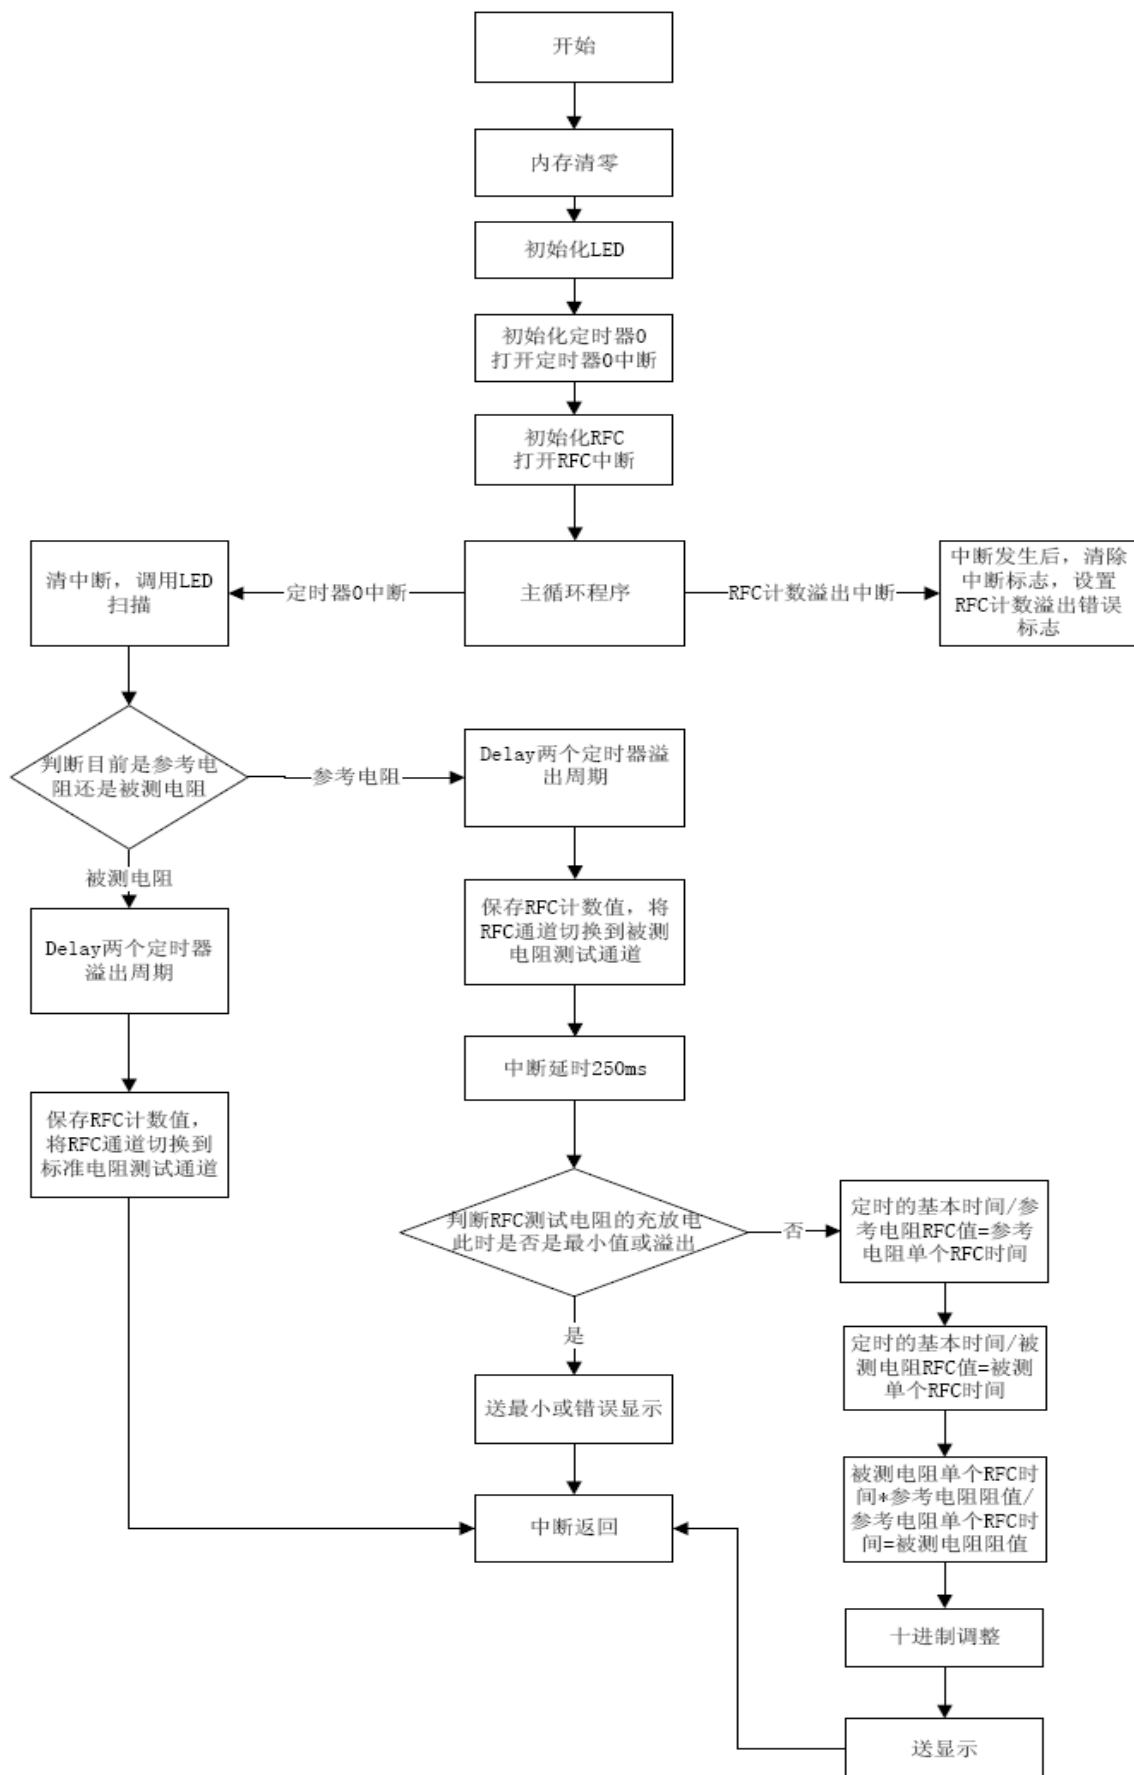 开始
内存清零
初始化LED
初始化定时器0
打开定时器0中断
初始化RFC
打开RFC中断
清中断，调用LED
扫描
定时器0中断
主循环程序
RFC计数溢出中断
中断发生后，清除
中断标志，设置
RFC计数溢出错误
标志
判断目前是参考电
阻还是被测电阻
参考电阻
Delay两个定时器溢
出周期
被测电阻
Delay两个定时器
溢出周期
保存RFC计数值，将
RFC通道切换到被测
电阻测试通道
中断延时250ms
保存RFC计数值，
将RFC通道切换到
标准电阻测试通道
判断RFC测试电阻的充放电
此时是否是最小值或溢出
否
定时的基本时间/参
考电阻RFC值=参考
电阻单个RFC时间
是
定时的基本时间/被
测电阻RFC值=被测
单个RFC时间
送最小或错误显示
被测电阻单个RFC时
间*参考电阻阻值/
参考电阻单个RFC时
间=被测电阻阻值
中断返回
十进制调整
送显示